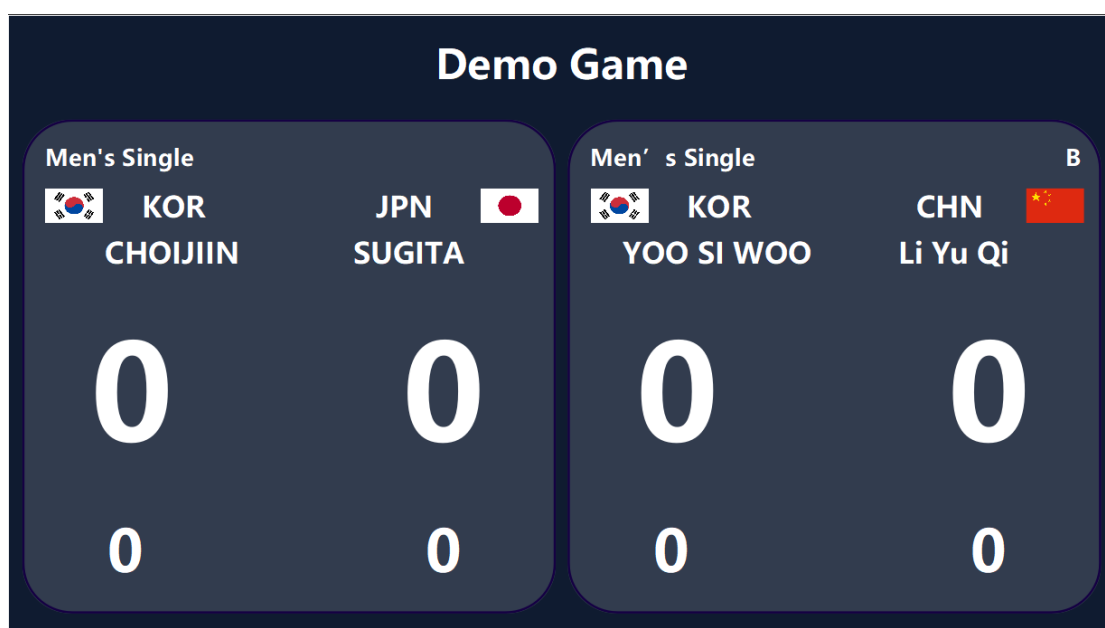 Demo Game
Men's Single
KOR JPN
CHOIJIIN SUGITA
0 0
0 0
Men’s Single B
KOR CHN
YOO SI WOO Li Yu Qi
0 0
0 0